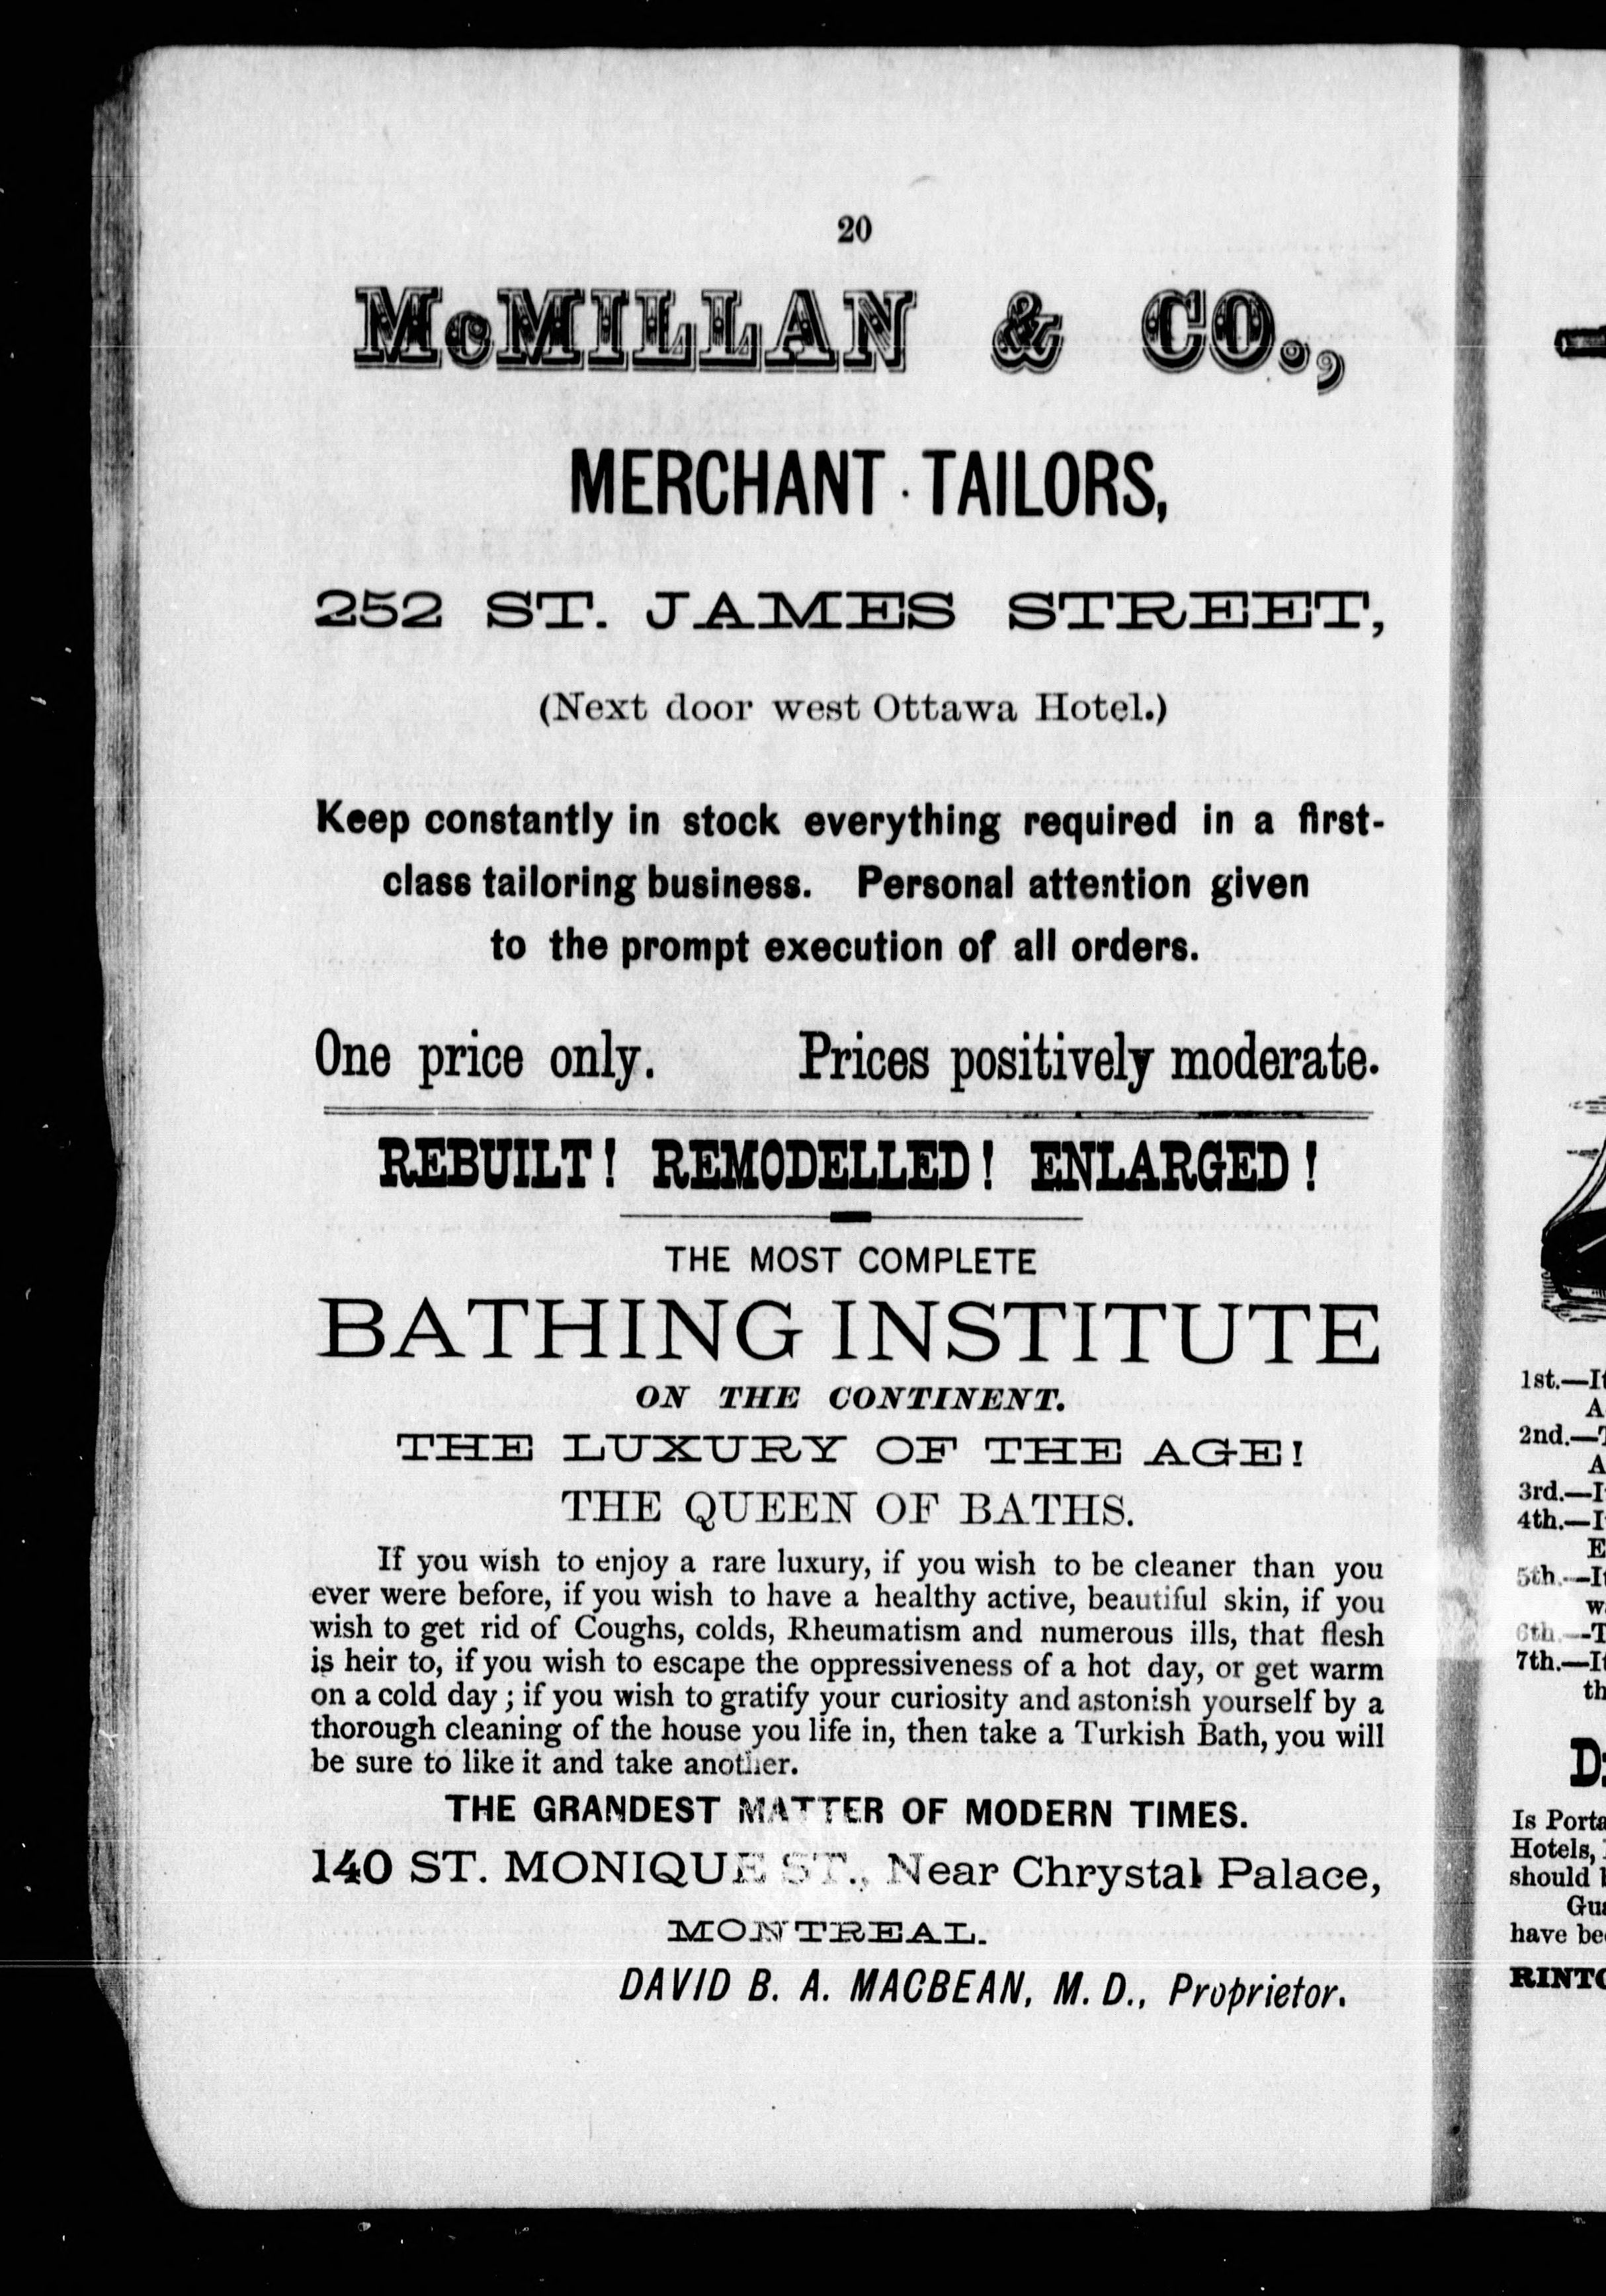 20
McMILLAN & CO.,
MERCHANT TAILORS,
252 ST. JAMES STREET,
(Next door west Ottawa Hotel.)
Keep constantly in stock everything required in a first-
class tailoring business. Personal attention given
to the prompt execution of all orders.
One price only. Prices positively moderate.
REBUILT! REMODELLED! ENLARGED!
THE MOST COMPLETE
BATHING INSTITUTE
ON THE CONTINENT.
THE LUXURY OF THE AGE!
THE QUEEN OF BATHS.
If you wish to enjoy a rare luxury, if you wish to be cleaner than you
ever were before, if you wish to have a healthy active, beautiful skin, if you
wish to get rid of Coughs, colds, Rheumatism and numerous ills, that flesh
is heir to, if you wish to escape the oppressiveness of a hot day, or get warm
on a cold day; if you wish to gratify your curiosity and astonish yourself by a
thorough cleaning of the house you life in, then take a Turkish Bath, you will
be sure to like it and take another.
THE GRANDEST MATTER OF MODERN TIMES.
140 ST. MONIQUE ST., Near Chrystal Palace,
MONTREAL.
DAVID B. A. MACBEAN, M. D., Proprietor.
1st.—It
A
2nd.—T
A
3rd.—I
4th.—I
E
5th.—It
w
6th.—T
7th.—It
th
Is Porta
Hotels,
should b
Gua
have bee
RINTO